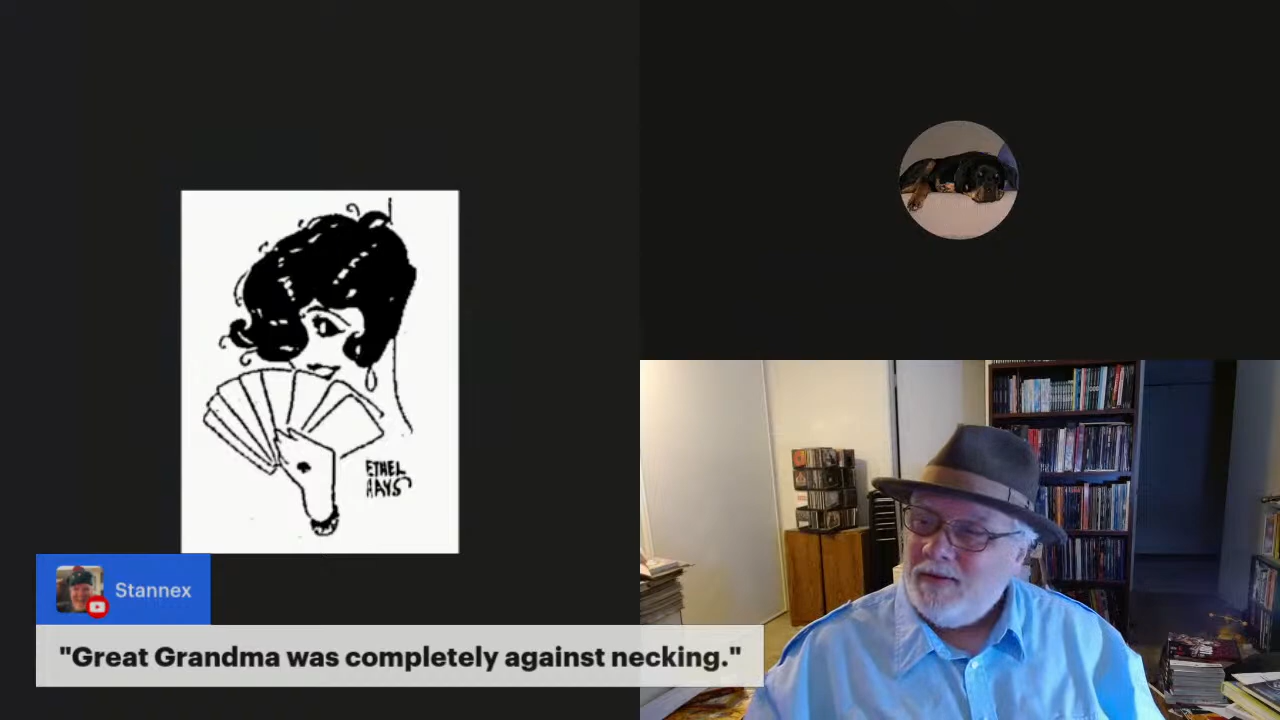 ETHEL
HAYS
Stannex
"Great Grandma was completely against necking."